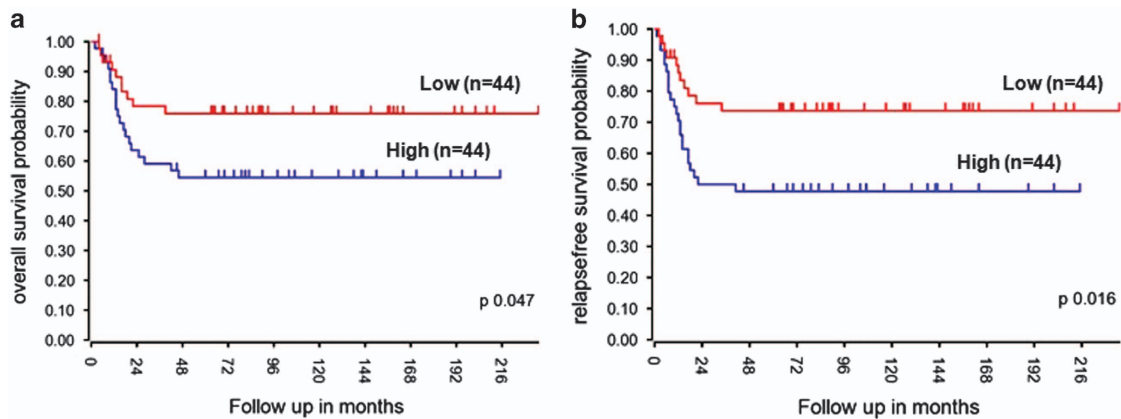 a
overall survival probability
1.00
0.90
0.80
0.70
0.60
0.50
0.40
0.30
0.20
0.10
0.00
Low (n=44)
High (n=44)
p 0.047
0 24 48 72 96 120 144 168 192 216
Follow up in months
b
relapsefree survival probability
1.00
0.90
0.80
0.70
0.60
0.50
0.40
0.30
0.20
0.10
0.00
Low (n=44)
High (n=44)
p 0.016
0 24 48 72 96 120 144 168 192 216
Follow up in months